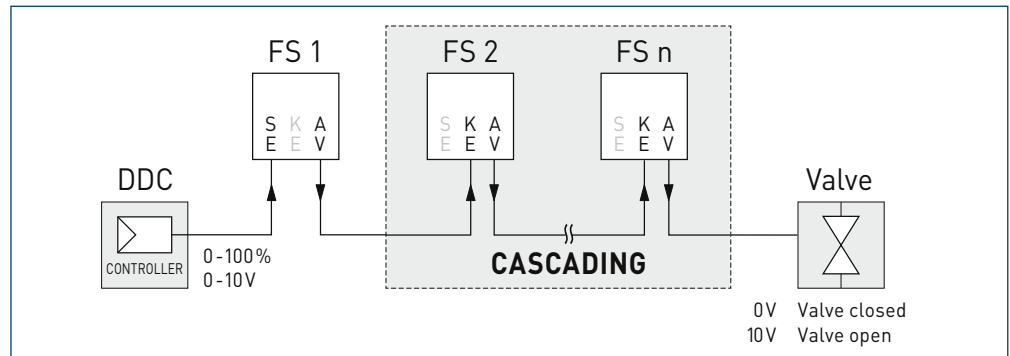 FS 1
FS 2
FS n
S K A
E E V
S K A
E E V
S K A
E E V
DDC
CONTROLLER
0-100%
0-10V
CASCADING
Valve
0V Valve closed
10V Valve open